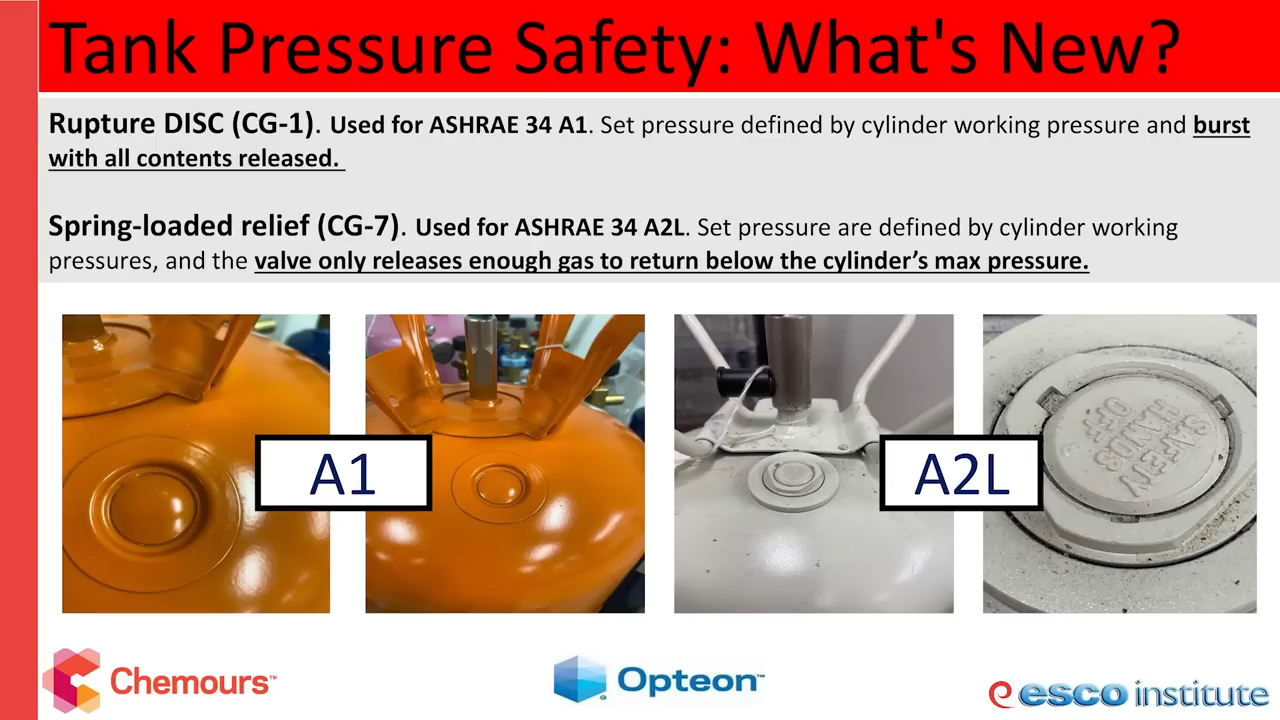 Tank Pressure Safety: What's New?
Rupture DISC (CG-1). Used for ASHRAE 34 A1. Set pressure defined by cylinder working pressure and burst
with all contents released.
Spring-loaded relief (CG-7). Used for ASHRAE 34 A2L. Set pressure are defined by cylinder working
pressures, and the valve only releases enough gas to return below the cylinder’s max pressure.
A1
A2L
SAFETY
HANDS
OFF
Chemours™
Opteon™
esco institute